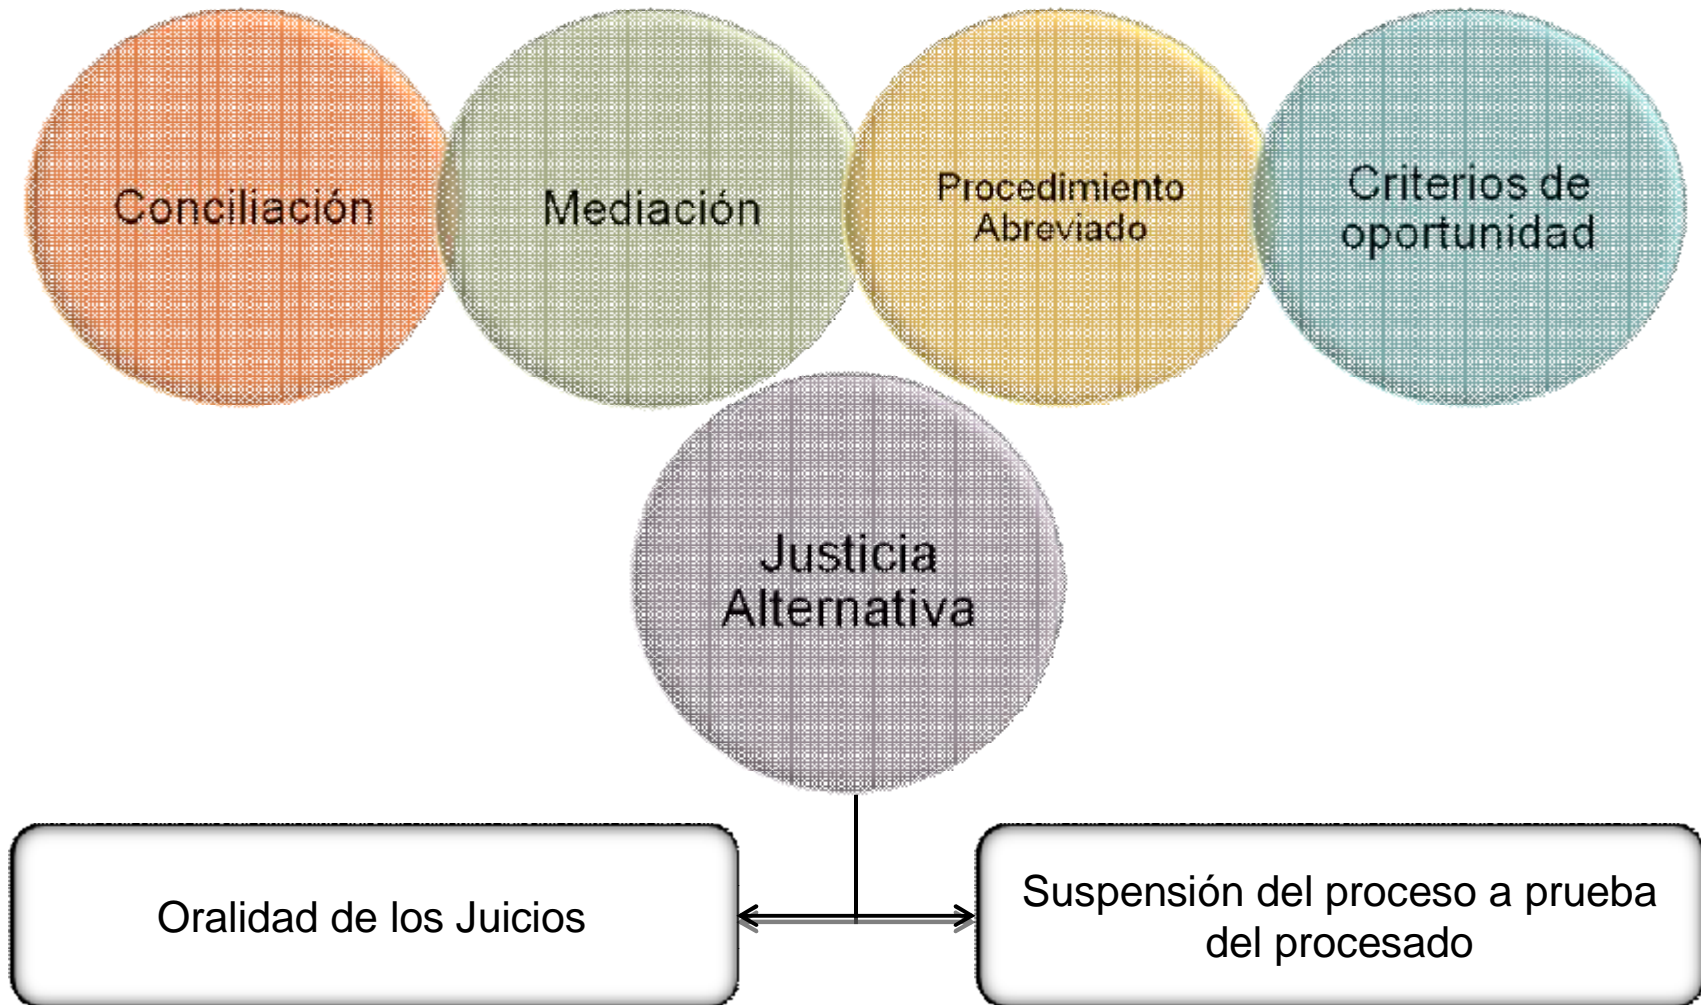 Conciliación
Mediación
Procedimiento
Abreviado
Criterios de
oportunidad
Justicia
Alternativa
Oralidad de los Juicios
Suspensión del proceso a prueba
del procesado